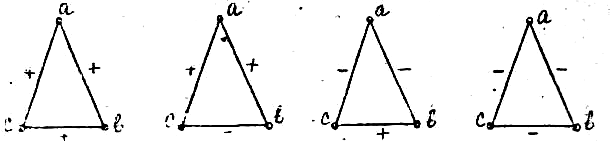 a a a a
+ + + + - - - -
c b c b c b c b
+ - + -